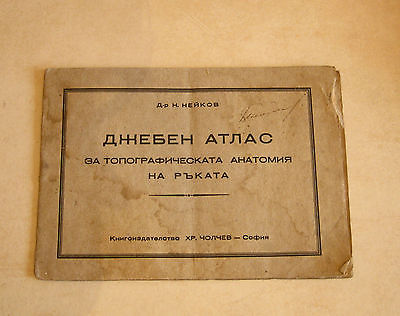 Д-р Н. НЕЙКОВ
ДЖЕБЕН АТЛАС
ЗА ТОПОГРАФИЧЕСКАТА АНАТОМИЯ
НА РЪКАТА
Книгоиздателство ХР. ЧОЛЧЕВ — София